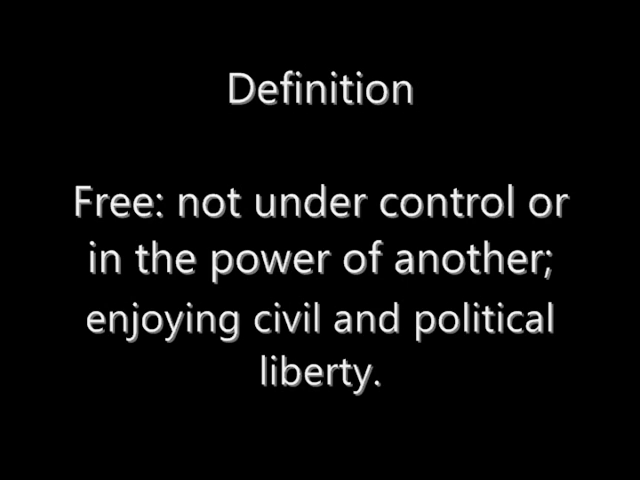 Definition
Free: not under control or
in the power of another;
enjoying civil and political
liberty.